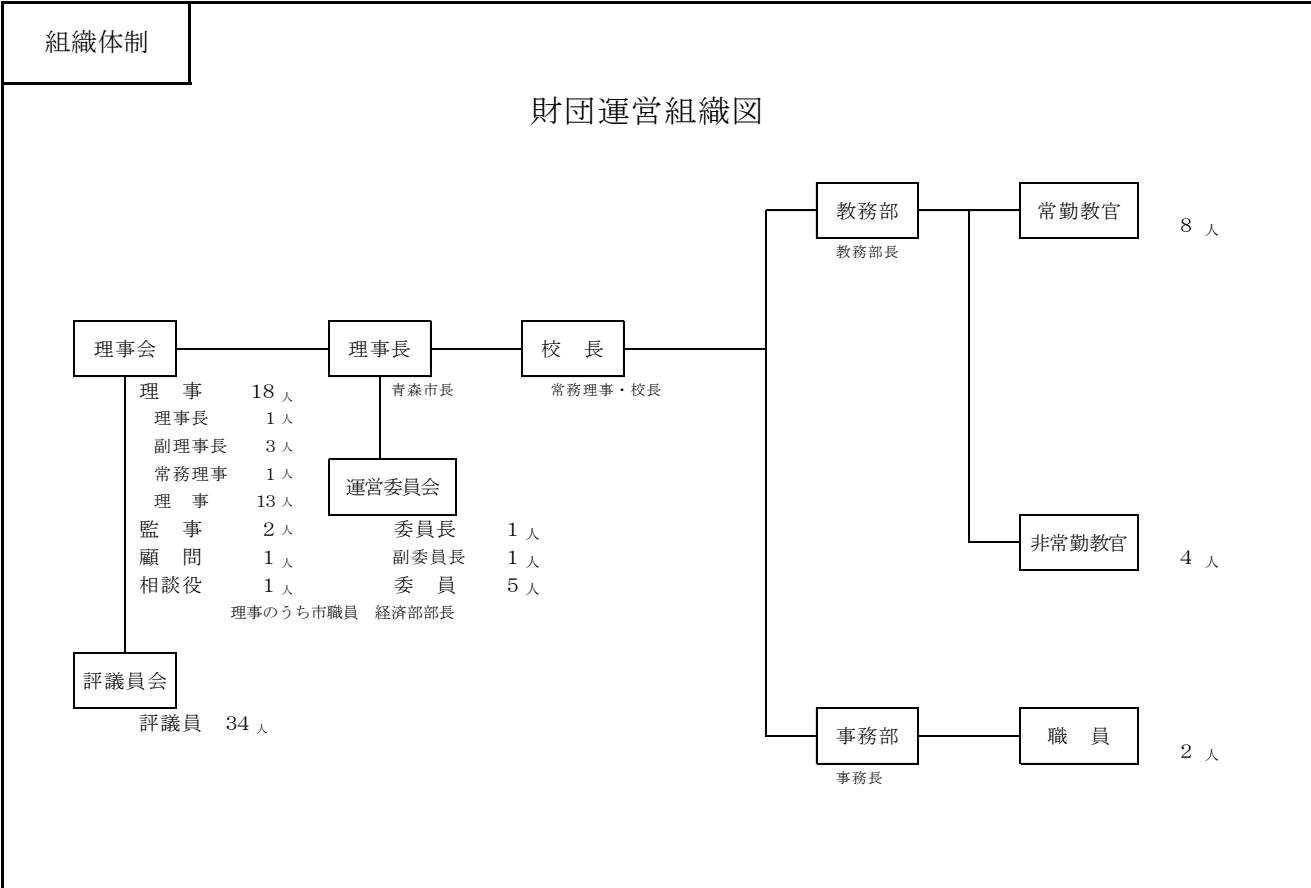 組織体制
財団運営組織図
教務部
教務部長
常勤教官 8 人
理事会
理 事 18 人
理事長 1 人
副理事長 3 人
常務理事 1 人
理 事 13 人
監 事 2 人
顧 問 1 人
相談役 1 人
理事のうち市職員 経済部部長
理事長
青森市長
校 長
常務理事・校長
運営委員会
委員長 1 人
副委員長 1 人
委 員 5 人
非常勤教官 4 人
評議員会
評議員 34 人
事務部
事務長
職 員 2 人